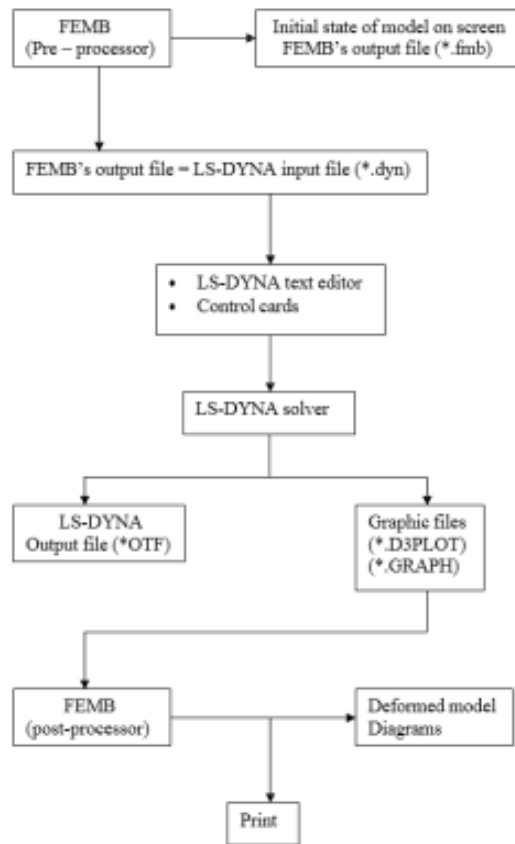 FEMB
(Pre – processor)
Initial state of model on screen
FEMB's output file (*.fmb)
FEMB's output file = LS-DYNA input file (*.dyn)
• LS-DYNA text editor
• Control cards
LS-DYNA solver
LS-DYNA
Output file (*OTF)
Graphic files
(*.D3PLOT)
(*.GRAPH)
FEMB
(post-processor)
Deformed model
Diagrams
Print